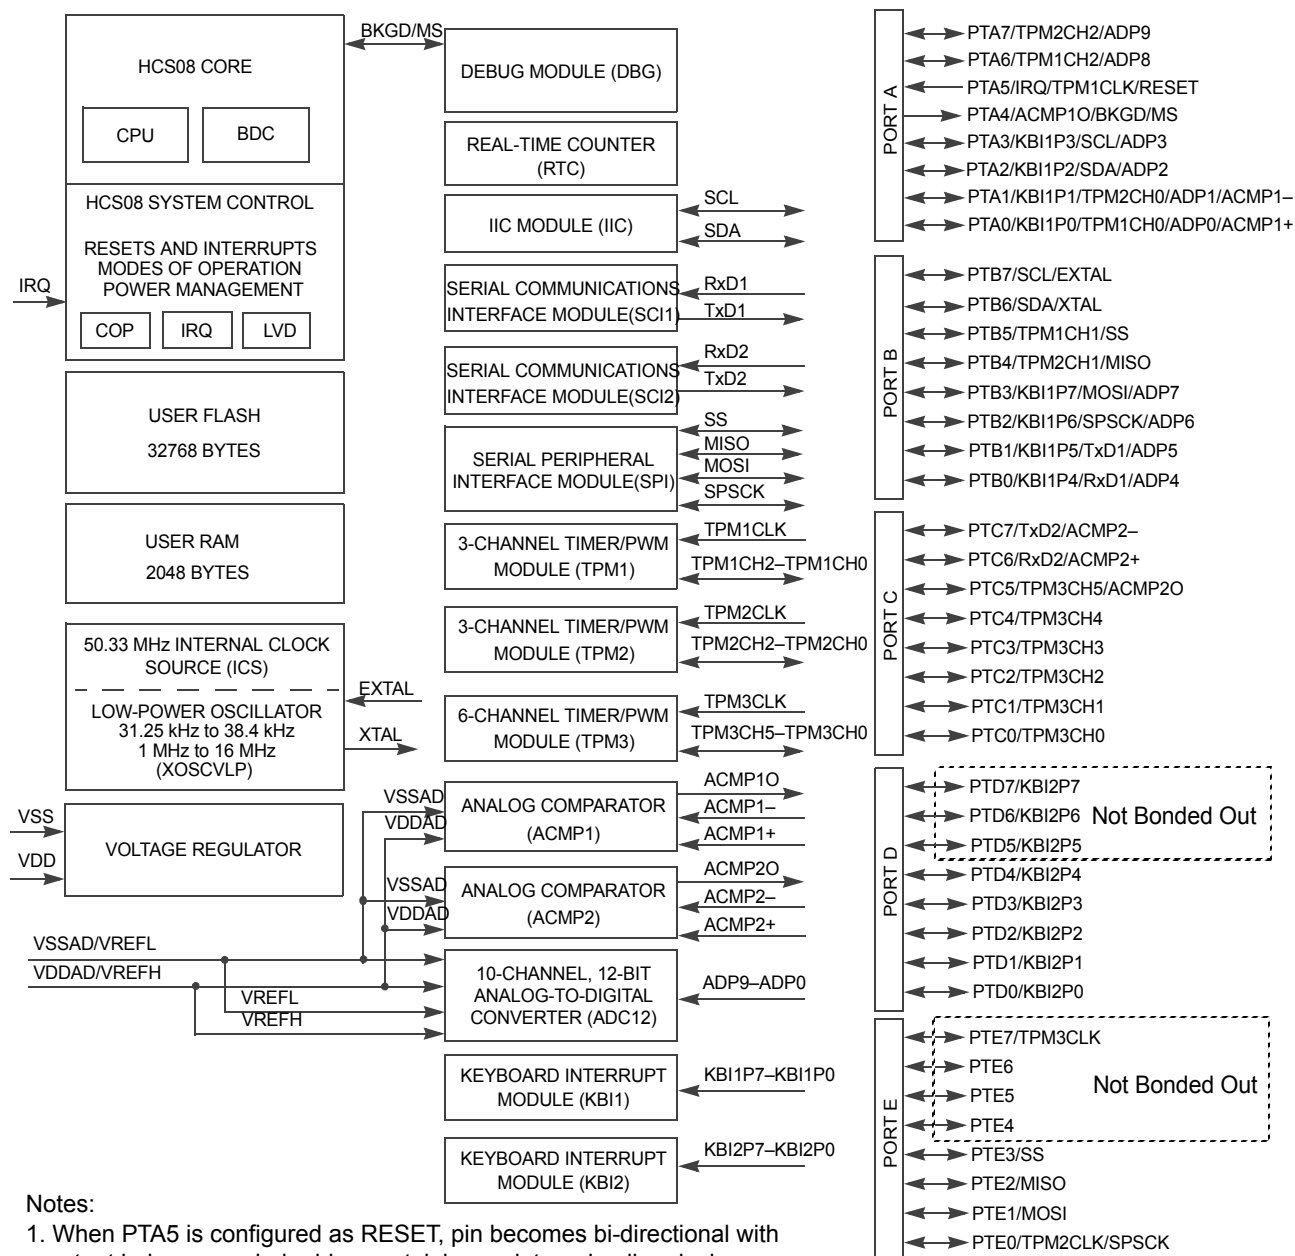 HCS08 CORE
CPU
BDC
HCS08 SYSTEM CONTROL
RESETS AND INTERRUPTS
MODES OF OPERATION
POWER MANAGEMENT
COP
IRQ
LVD
IRQ
USER FLASH
32768 BYTES
USER RAM
2048 BYTES
50.33 MHz INTERNAL CLOCK
SOURCE (ICS)
LOW-POWER OSCILLATOR
31.25 kHz to 38.4 kHz
1 MHz to 16 MHz
(XOSCVLP)
EXTAL
XTAL
VSS
VDD
VOLTAGE REGULATOR
VSSAD/VREFL
VDDAD/VREFH
VREFL
VREFH
BKGD/MS
DEBUG MODULE (DBG)
REAL-TIME COUNTER
(RTC)
IIC MODULE (IIC)
SCL
SDA
SERIAL COMMUNICATIONS
INTERFACE MODULE(SCI1)
RxD1
TxD1
SERIAL COMMUNICATIONS
INTERFACE MODULE(SCI2)
RxD2
TxD2
SERIAL PERIPHERAL
INTERFACE MODULE(SPI)
SS
MISO
MOSI
SPSCK
3-CHANNEL TIMER/PWM
MODULE (TPM1)
TPM1CLK
TPM1CH2–TPM1CH0
3-CHANNEL TIMER/PWM
MODULE (TPM2)
TPM2CLK
TPM2CH2–TPM2CH0
6-CHANNEL TIMER/PWM
MODULE (TPM3)
TPM3CLK
TPM3CH5–TPM3CH0
VSSAD
VDDAD
ANALOG COMPARATOR
(ACMP1)
ACMP1O
ACMP1–
ACMP1+
VSSAD
VDDAD
ANALOG COMPARATOR
(ACMP2)
ACMP2O
ACMP2–
ACMP2+
10-CHANNEL, 12-BIT
ANALOG-TO-DIGITAL
CONVERTER (ADC12)
ADP9–ADP0
KEYBOARD INTERRUPT
MODULE (KBI1)
KBI1P7–KBI1P0
KEYBOARD INTERRUPT
MODULE (KBI2)
KBI2P7–KBI2P0
PORT A
PTA7/TPM2CH2/ADP9
PTA6/TPM1CH2/ADP8
PTA5/IRQ/TPM1CLK/RESET
PTA4/ACMP1O/BKGD/MS
PTA3/KBI1P3/SCL/ADP3
PTA2/KBI1P2/SDA/ADP2
PTA1/KBI1P1/TPM2CH0/ADP1/ACMP1–
PTA0/KBI1P0/TPM1CH0/ADP0/ACMP1+
PORT B
PTB7/SCL/EXTAL
PTB6/SDA/XTAL
PTB5/TPM1CH1/SS
PTB4/TPM2CH1/MISO
PTB3/KBI1P7/MOSI/ADP7
PTB2/KBI1P6/SPSCK/ADP6
PTB1/KBI1P5/TxD1/ADP5
PTB0/KBI1P4/RxD1/ADP4
PORT C
PTC7/TxD2/ACMP2–
PTC6/RxD2/ACMP2+
PTC5/TPM3CH5/ACMP2O
PTC4/TPM3CH4
PTC3/TPM3CH3
PTC2/TPM3CH2
PTC1/TPM3CH1
PTC0/TPM3CH0
PORT D
PTD7/KBI2P7
PTD6/KBI2P6 Not Bonded Out
PTD5/KBI2P5
PTD4/KBI2P4
PTD3/KBI2P3
PTD2/KBI2P2
PTD1/KBI2P1
PTD0/KBI2P0
PORT E
PTE7/TPM3CLK
PTE6
Not Bonded Out
PTE5
PTE4
PTE3/SS
PTE2/MISO
PTE1/MOSI
PTE0/TPM2CLK/SPSCK
Notes:
1. When PTA5 is configured as RESET, pin becomes bi-directional with